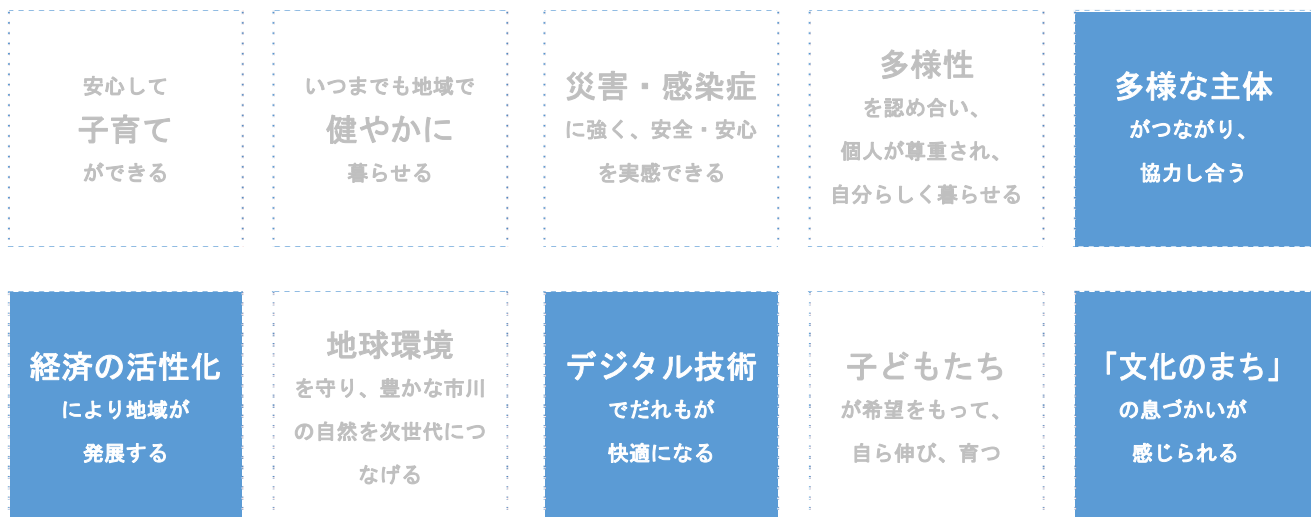 安心して
子育て
ができる
いつまでも地域で
健やかに
暮らせる
災害・感染症
に強く、安全・安心
を実感できる
多様性
を認め合い、
個人が尊重され、
自分らしく暮らせる
多様な主体
がつながり、
協力し合う
経済の活性化
により地域が
発展する
地球環境
を守り、豊かな市川
の自然を次世代につ
なげる
デジタル技術
でだれもが
快適になる
子どもたち
が希望をもって、
自ら伸び、育つ
「文化のまち」
の息づかいが
感じられる